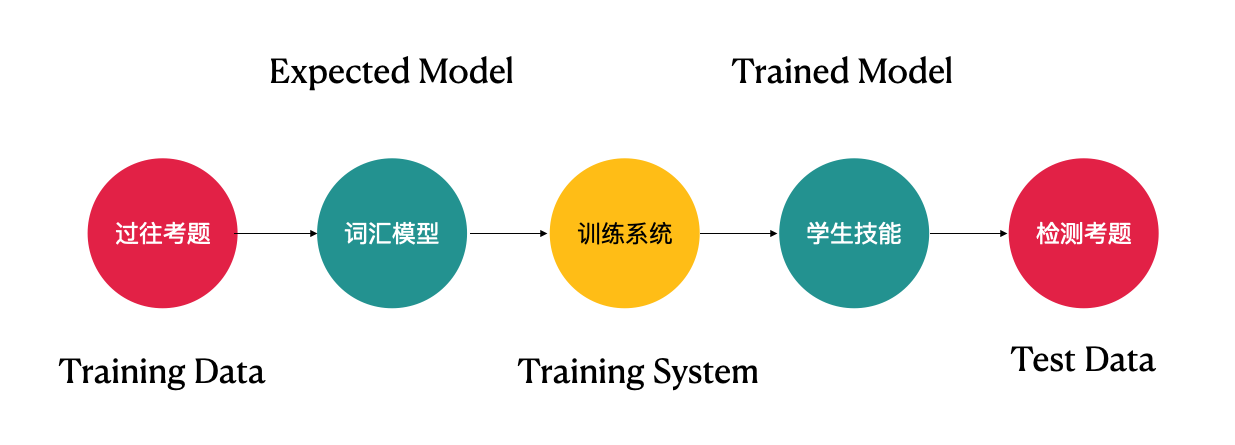 Expected Model
Trained Model
过往考题
词汇模型
训练系统
学生技能
检测考题
Training Data
Training System
Test Data